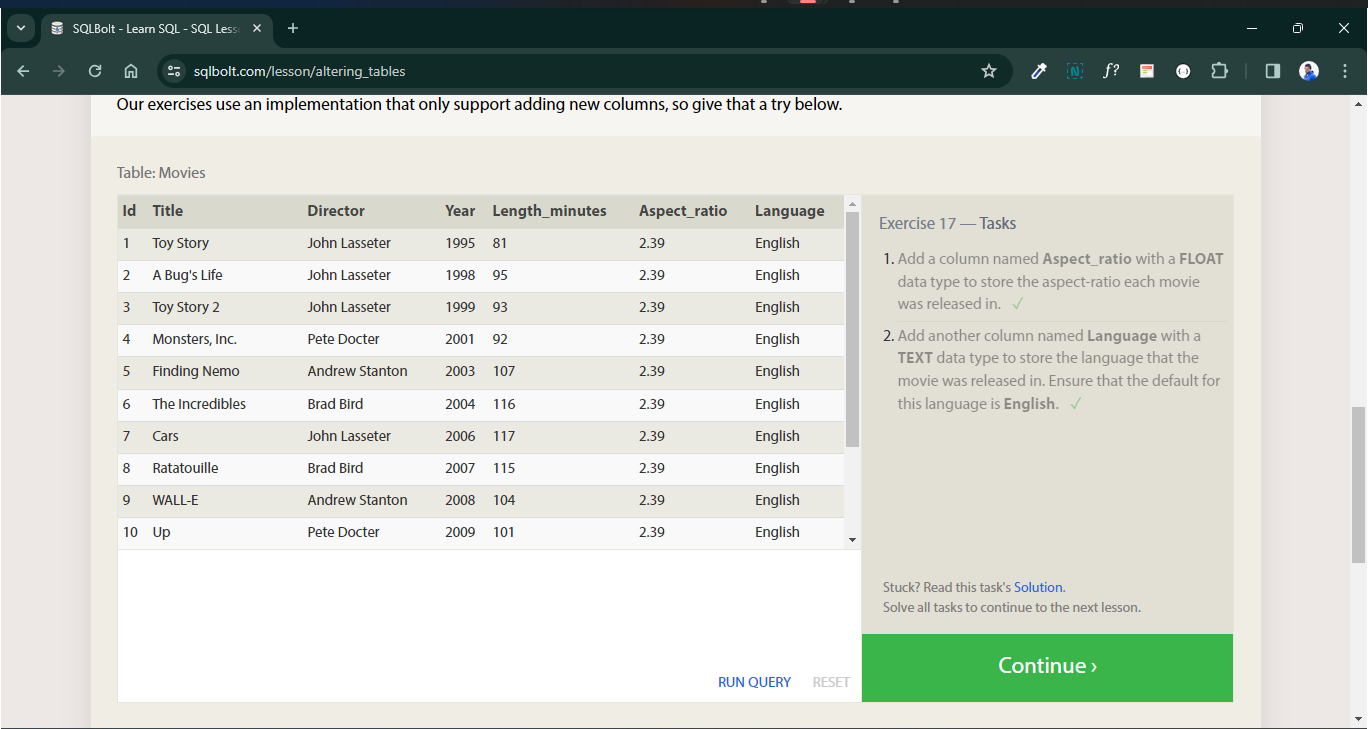 SQLBolt - Learn SQL - SQL Less
sqlbolt.com/lesson/altering_tables
f?
N
Our exercises use an implementation that only support adding new columns, so give that a try below.
Table: Movies
Id Title Director Year Length_minutes Aspect_ratio Language
1 Toy Story John Lasseter 1995 81 2.39 English
2 A Bug's Life John Lasseter 1998 95 2.39 English
3 Toy Story 2 John Lasseter 1999 93 2.39 English
4 Monsters, Inc. Pete Docter 2001 92 2.39 English
5 Finding Nemo Andrew Stanton 2003 107 2.39 English
6 The Incredibles Brad Bird 2004 116 2.39 English
7 Cars John Lasseter 2006 117 2.39 English
8 Ratatouille Brad Bird 2007 115 2.39 English
9 WALL-E Andrew Stanton 2008 104 2.39 English
10 Up Pete Docter 2009 101 2.39 English
RUN QUERY RESET
Exercise 17 — Tasks
1. Add a column named Aspect_ratio with a FLOAT
data type to store the aspect-ratio each movie
was released in. ✓
2. Add another column named Language with a
TEXT data type to store the language that the
movie was released in. Ensure that the default for
this language is English. ✓
Stuck? Read this task's Solution.
Solve all tasks to continue to the next lesson.
Continue ›